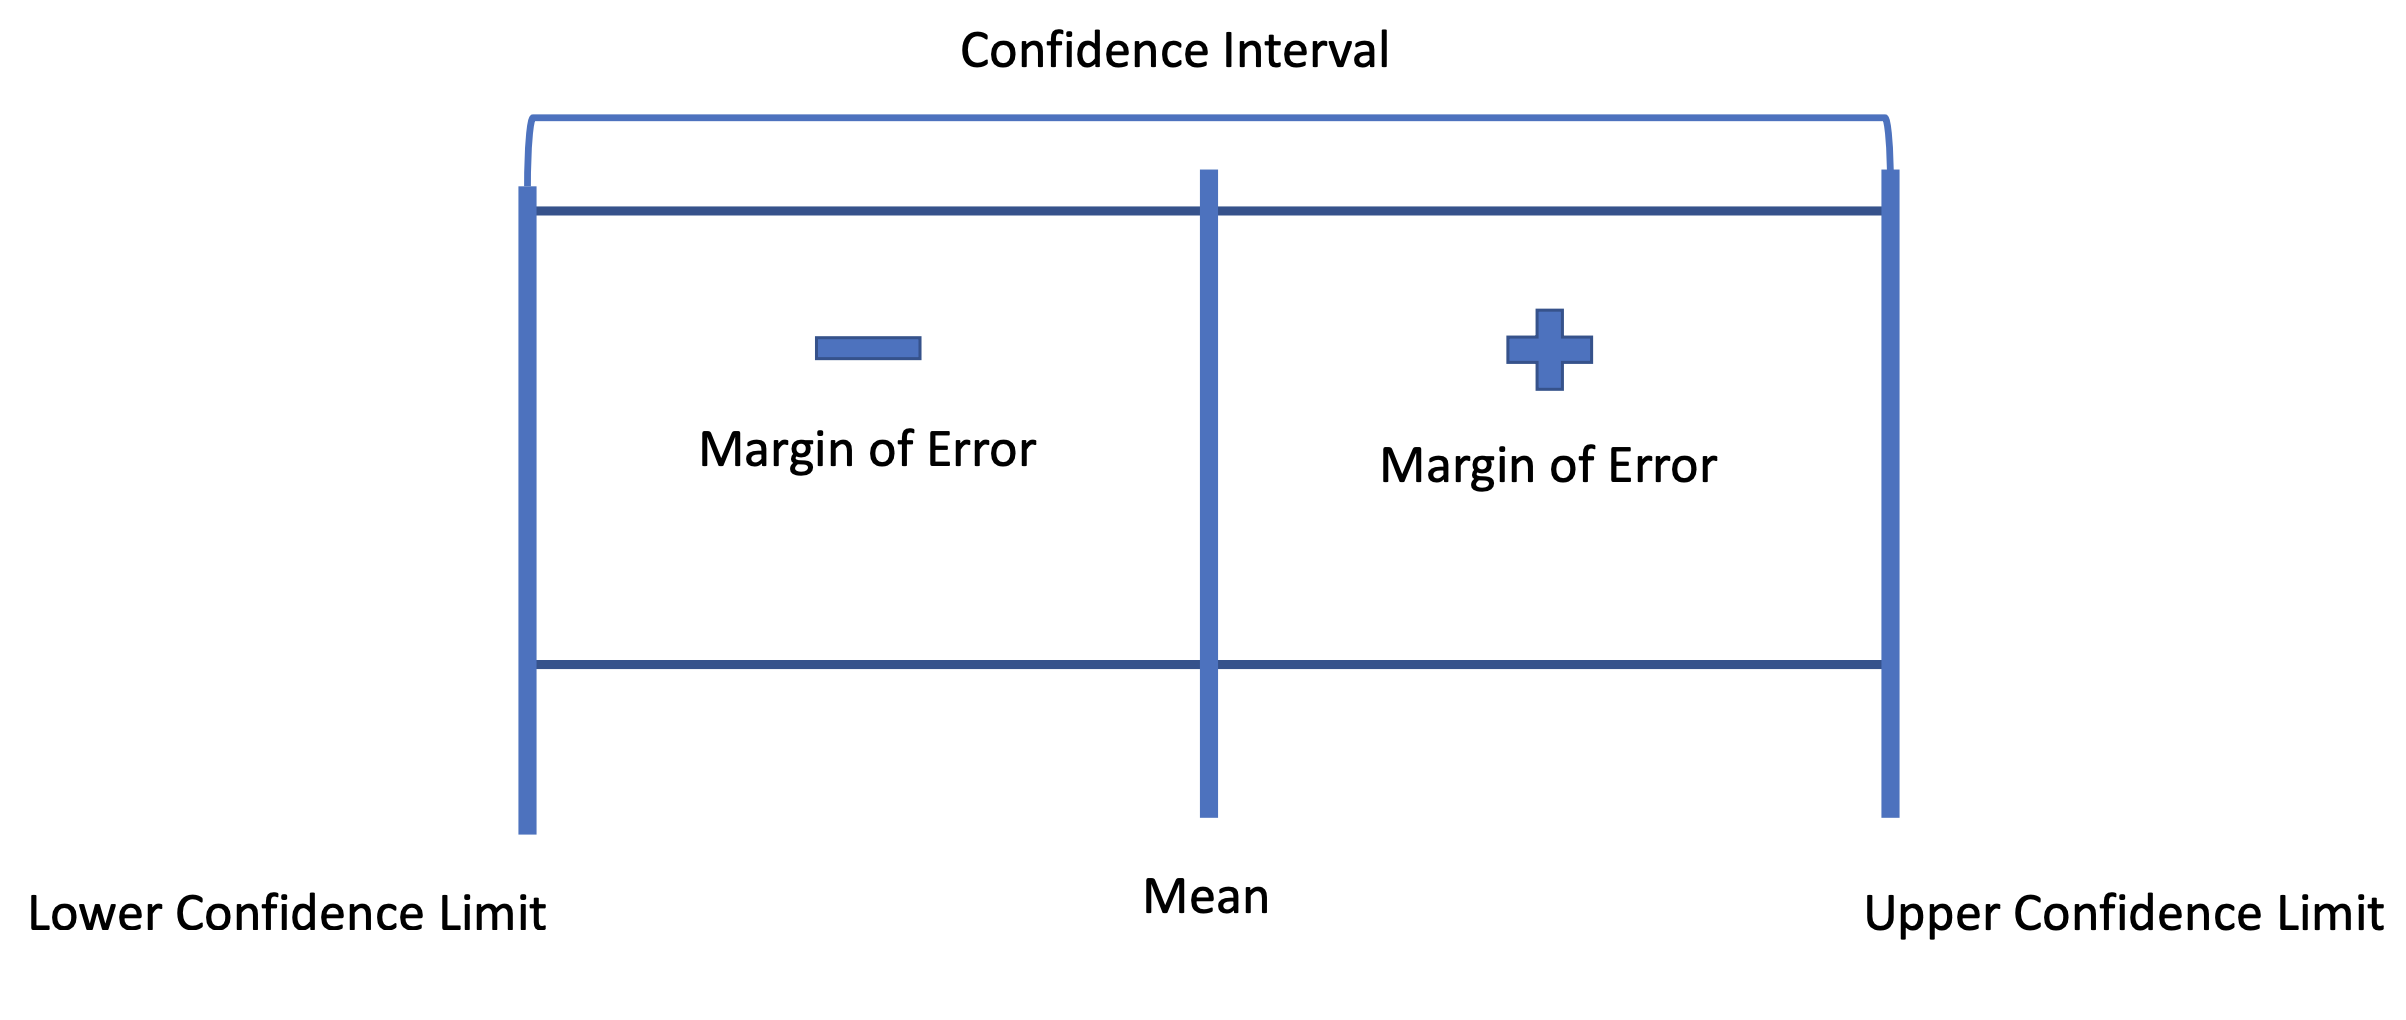 Confidence Interval
Margin of Error
Margin of Error
Lower Confidence Limit
Mean
Upper Confidence Limit